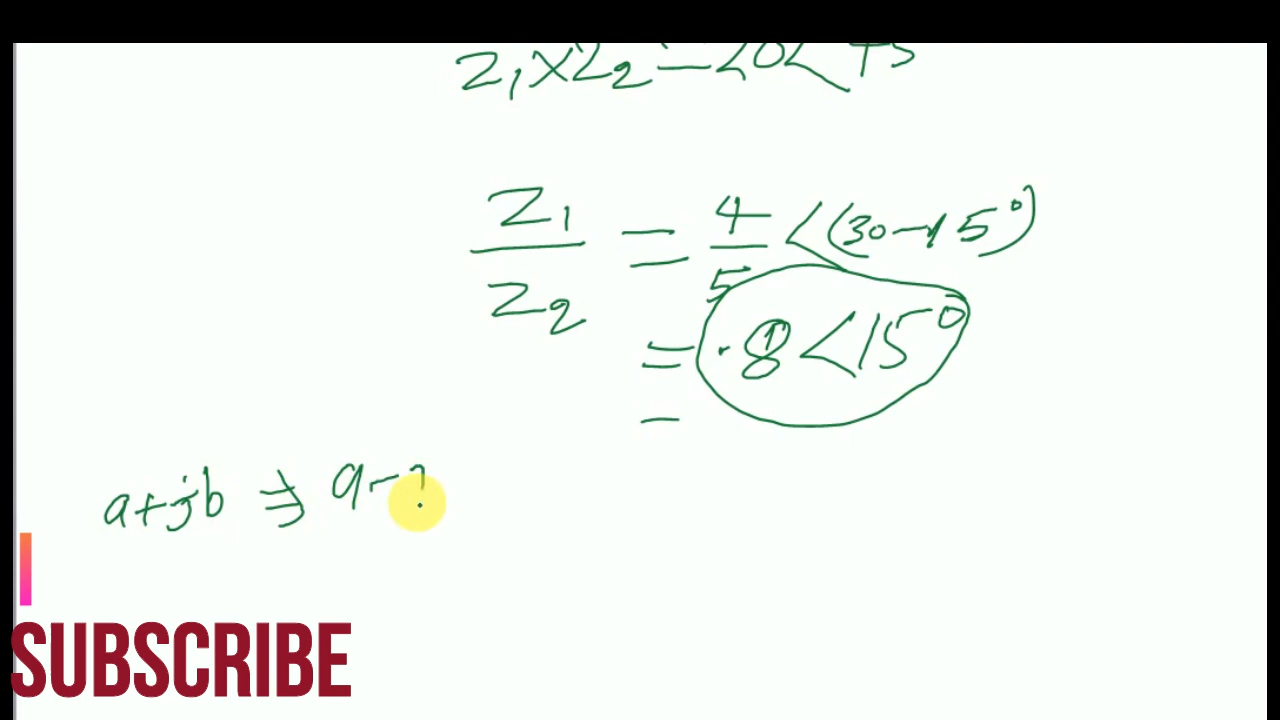 Z₁×Z₂=20<45
Z₁/Z₂ = 4/5 <(30-15°)
= .8<15°
=
a+jb ⇒ a-?
SUBSCRIBE